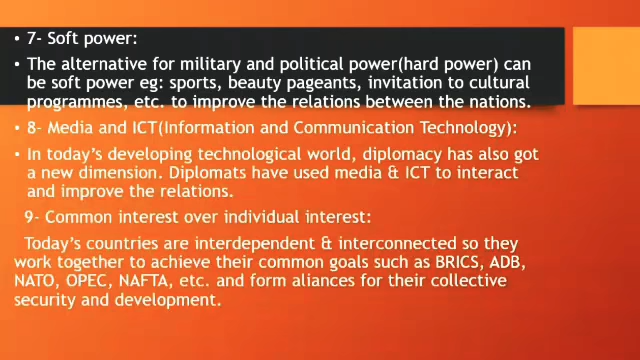 • 7- Soft power:
• The alternative for military and political power(hard power) can
be soft power eg: sports, beauty pageants, invitation to cultural
programmes, etc. to improve the relations between the nations.
• 8- Media and ICT(Information and Communication Technology):
• In today's developing technological world, diplomacy has also got
a new dimension. Diplomats have used media & ICT to interact
and improve the relations.
9- Common interest over individual interest:
Today's countries are interdependent & interconnected so they
work together to achieve their common goals such as BRICS, ADB,
NATO, OPEC, NAFTA, etc. and form aliances for their collective
security and development.